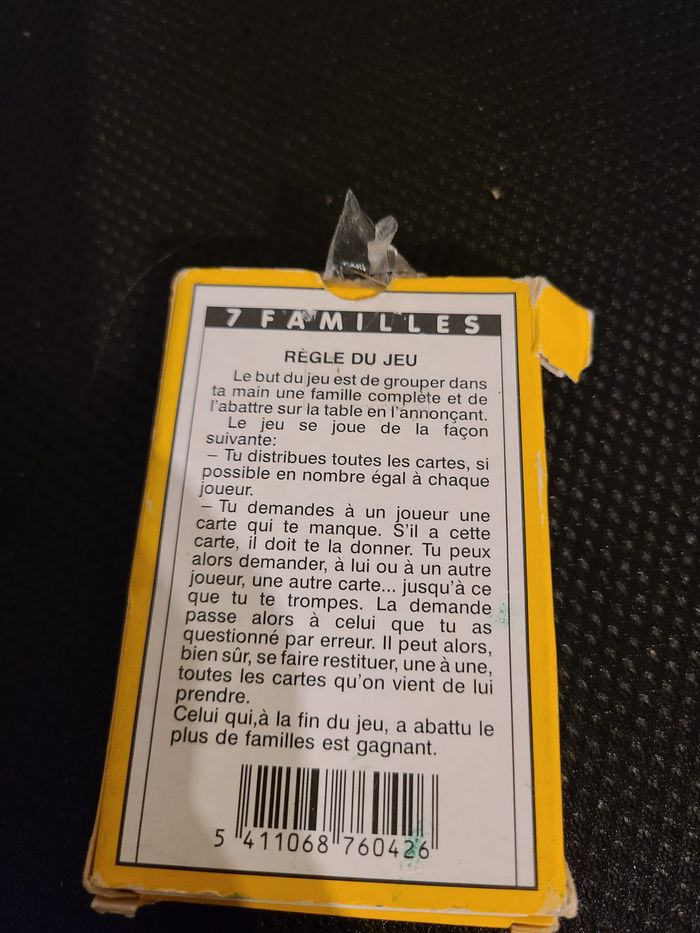 7 FAMILLES
RÈGLE DU JEU
Le but du jeu est de grouper dans
ta main une famille complète et de
l'abattre sur la table en l'annonçant.
Le jeu se joue de la façon
suivante:
– Tu distribues toutes les cartes, si
possible en nombre égal à chaque
joueur.
– Tu demandes à un joueur une
carte qui te manque. S'il a cette
carte, il doit te la donner. Tu peux
alors demander, à lui ou à un autre
joueur, une autre carte... jusqu'à ce
que tu te trompes. La demande
passe alors à celui que tu as
questionné par erreur. Il peut alors,
bien sûr, se faire restituer, une à une,
toutes les cartes qu'on vient de lui
prendre.
Celui qui,à la fin du jeu, a abattu le
plus de familles est gagnant.
5 411068 760426